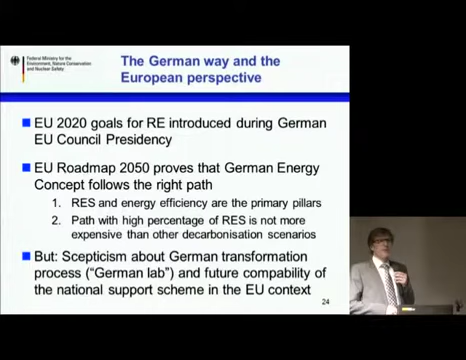 Federal Ministry for the
Environment, Nature Conservation
and Nuclear Safety
The German way and the
European perspective
EU 2020 goals for RE introduced during German
EU Council Presidency
EU Roadmap 2050 proves that German Energy
Concept follows the right path
1. RES and energy efficiency are the primary pillars
2. Path with high percentage of RES is not more
expensive than other decarbonisation scenarios
But: Scepticism about German transformation
process ("German lab") and future compability of
the national support scheme in the EU context
24